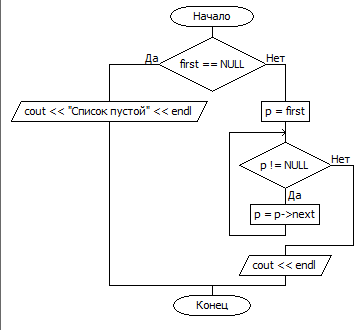 Начало
Да
first == NULL
Нет
cout << "Список пустой" << endl
p = first
p != NULL
Нет
Да
p = p->next
cout << endl
Конец